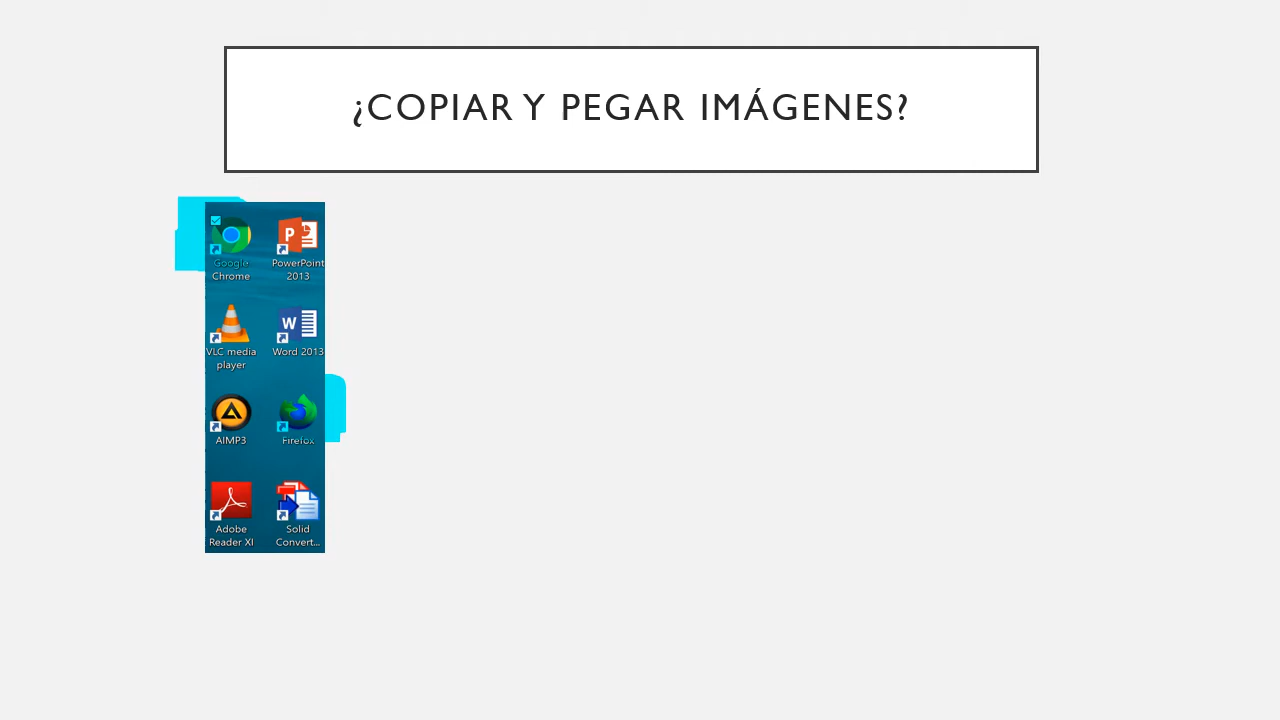 ¿COPIAR Y PEGAR IMÁGENES?
Google
Chrome
PowerPoint
2013
VLC media
player
Word 2013
AIMP3
Firefox
Adobe
Reader XI
Solid
Convert...